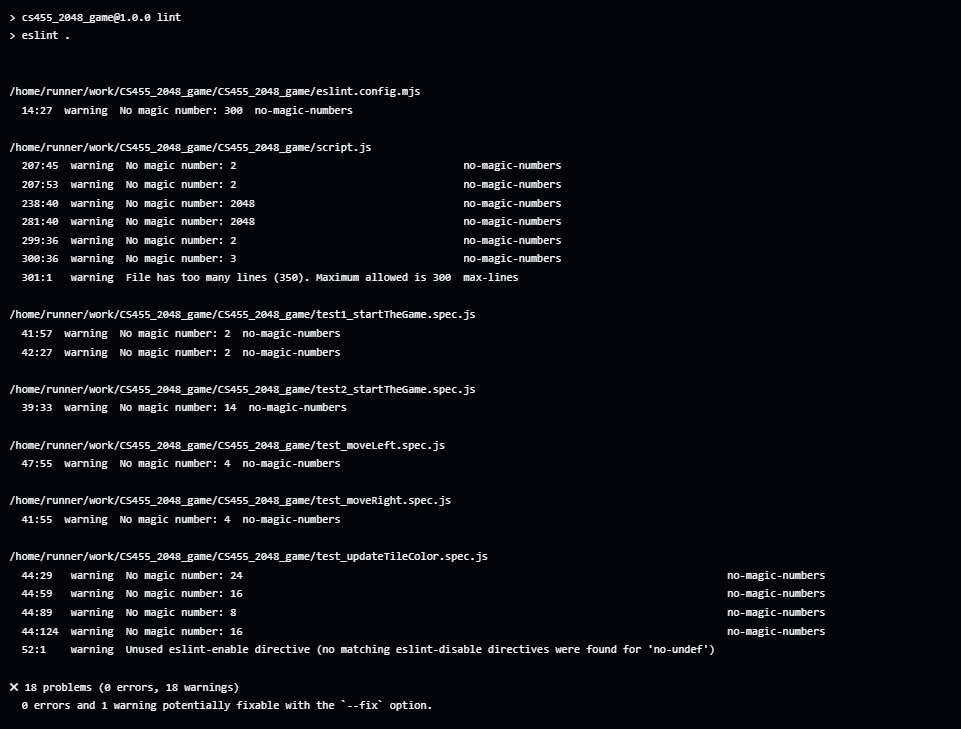 > cs455_2048_game@1.0.0 lint
> eslint .
/home/runner/work/CS455_2048_game/CS455_2048_game/eslint.config.mjs
14:27 warning No magic number: 300 no-magic-numbers
/home/runner/work/CS455_2048_game/CS455_2048_game/script.js
207:45 warning No magic number: 2 no-magic-numbers
207:53 warning No magic number: 2 no-magic-numbers
238:40 warning No magic number: 2048 no-magic-numbers
281:40 warning No magic number: 2048 no-magic-numbers
299:36 warning No magic number: 2 no-magic-numbers
300:36 warning No magic number: 3 no-magic-numbers
301:1 warning File has too many lines (350). Maximum allowed is 300 max-lines
/home/runner/work/CS455_2048_game/CS455_2048_game/test1_startTheGame.spec.js
41:57 warning No magic number: 2 no-magic-numbers
42:27 warning No magic number: 2 no-magic-numbers
/home/runner/work/CS455_2048_game/CS455_2048_game/test2_startTheGame.spec.js
39:33 warning No magic number: 14 no-magic-numbers
/home/runner/work/CS455_2048_game/CS455_2048_game/test_moveLeft.spec.js
47:55 warning No magic number: 4 no-magic-numbers
/home/runner/work/CS455_2048_game/CS455_2048_game/test_moveRight.spec.js
41:55 warning No magic number: 4 no-magic-numbers
/home/runner/work/CS455_2048_game/CS455_2048_game/test_updateTileColor.spec.js
44:29 warning No magic number: 24 no-magic-numbers
44:59 warning No magic number: 16 no-magic-numbers
44:89 warning No magic number: 8 no-magic-numbers
44:124 warning No magic number: 16 no-magic-numbers
52:1 warning Unused eslint-enable directive (no matching eslint-disable directives were found for 'no-undef')
✖ 18 problems (0 errors, 18 warnings)
0 errors and 1 warning potentially fixable with the `--fix` option.